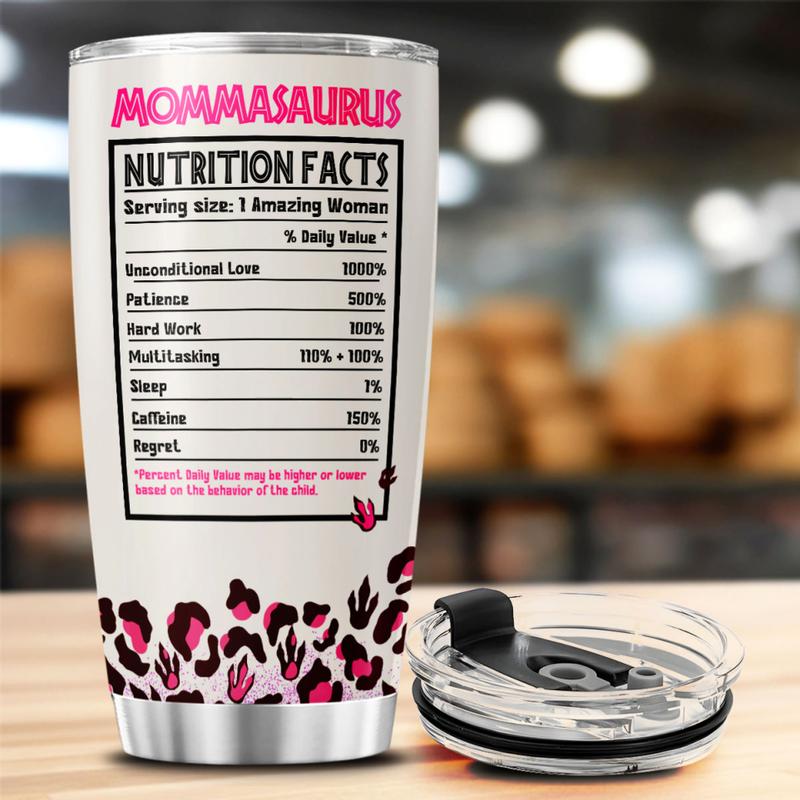 MOMMASAURUS
NUTRITION FACTS
Serving size: 1 Amazing Woman
% Daily Value *
Unconditional Love 1000%
Patience 500%
Hard Work 100%
Multitasking 110% + 100%
Sleep 1%
Caffeine 150%
Regret 0%
*Percent Daily Value may be higher or lower
based on the behavior of the child.